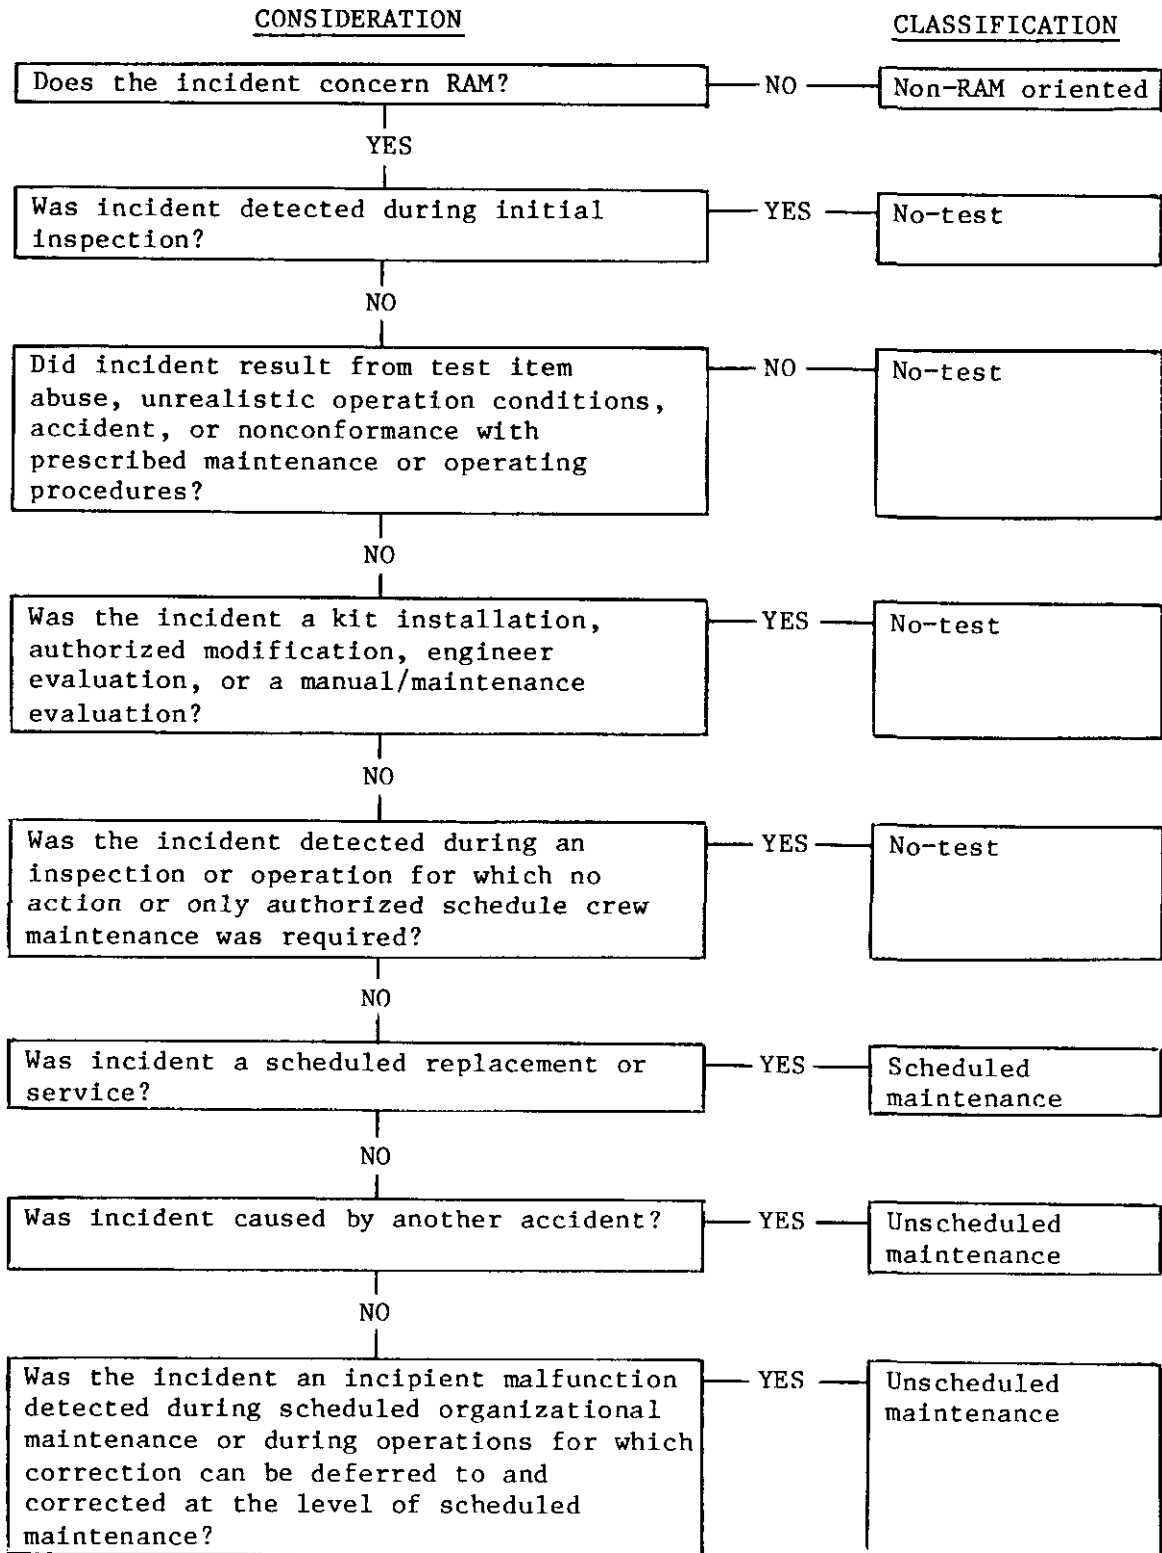 CONSIDERATION
CLASSIFICATION
Does the incident concern RAM?
NO
Non-RAM oriented
YES
Was incident detected during initial
inspection?
YES
No-test
NO
Did incident result from test item
abuse, unrealistic operation conditions,
accident, or nonconformance with
prescribed maintenance or operating
procedures?
NO
No-test
NO
Was the incident a kit installation,
authorized modification, engineer
evaluation, or a manual/maintenance
evaluation?
YES
No-test
NO
Was the incident detected during an
inspection or operation for which no
action or only authorized schedule crew
maintenance was required?
YES
No-test
NO
Was incident a scheduled replacement or
service?
YES
Scheduled
maintenance
NO
Was incident caused by another accident?
YES
Unscheduled
maintenance
NO
Was the incident an incipient malfunction
detected during scheduled organizational
maintenance or during operations for which
correction can be deferred to and
corrected at the level of scheduled
maintenance?
YES
Unscheduled
maintenance